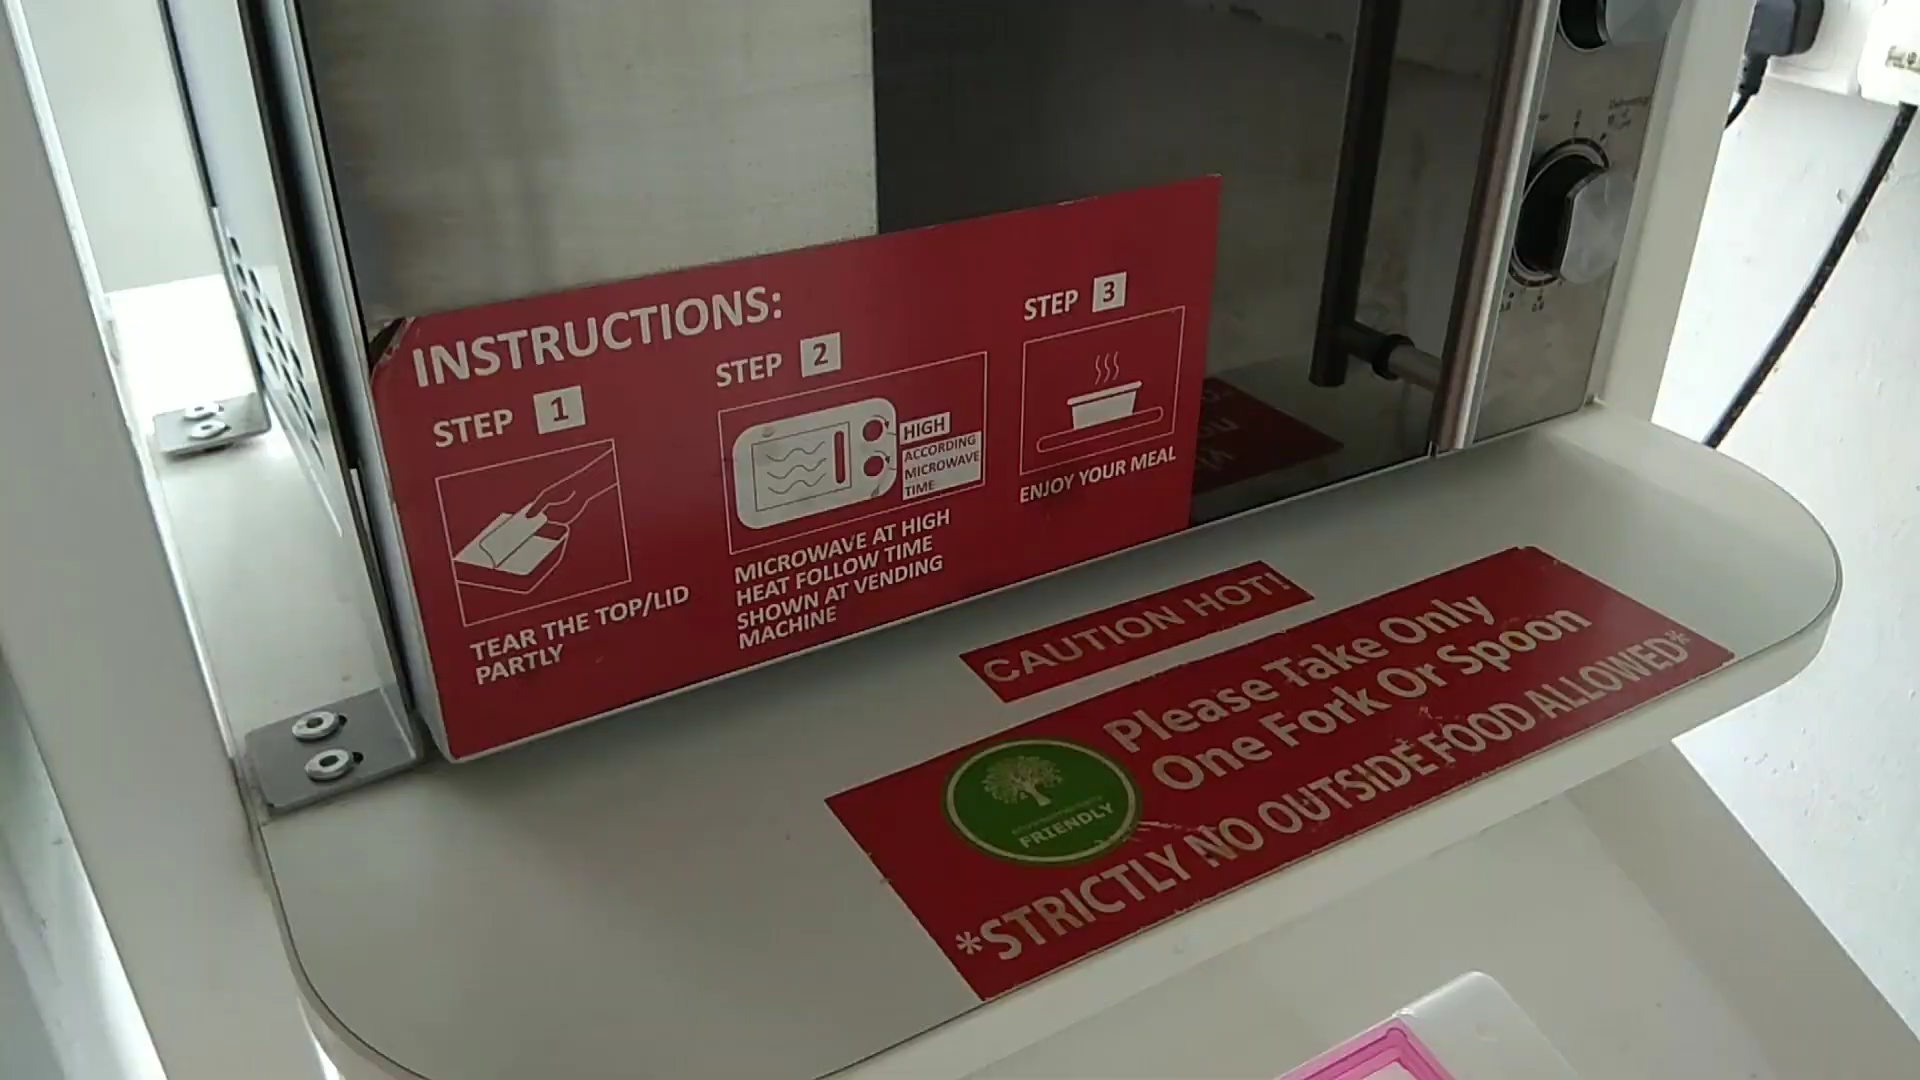 INSTRUCTIONS:
STEP 1
TEAR THE TOP/LID
PARTLY
STEP 2
HIGH
ACCORDING
MICROWAVE
TIME
MICROWAVE AT HIGH
HEAT FOLLOW TIME
SHOWN AT VENDING
MACHINE
STEP 3
ENJOY YOUR MEAL
CAUTION HOT!
Please Take Only
One Fork Or Spoon
*STRICTLY NO OUTSIDE FOOD ALLOWED*
FRIENDLY